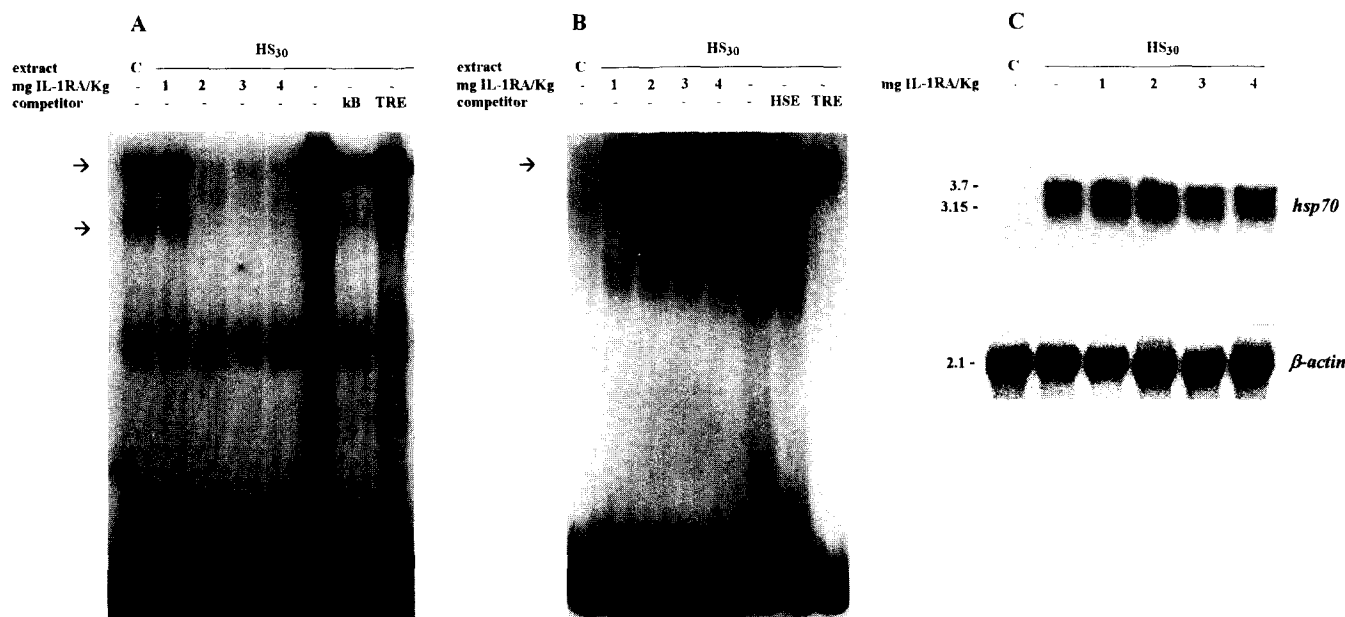 A
HS30
extract C
mg IL-1RA/Kg - 1 2 3 4 - - -
competitor - - - - - - kB TRE
→
→
B
HS30
extract C
mg IL-1RA/Kg - 1 2 3 4 - - -
competitor - - - - - - HSE TRE
→
C
HS30
C
mg IL-1RA/Kg - - 1 2 3 4
3.7 -
3.15 -
hsp70
2.1 -
β-actin